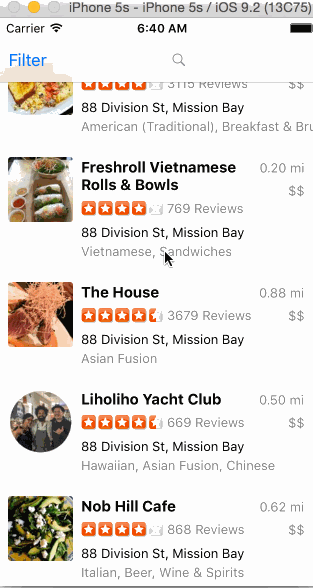 iPhone 5s - iPhone 5s / iOS 9.2 (13C75)
Carrier 6:40 AM
Filter
3115 Reviews
88 Division St, Mission Bay
American (Traditional), Breakfast & Bru
Freshroll Vietnamese 0.20 mi
Rolls & Bowls $$
769 Reviews
88 Division St, Mission Bay
Vietnamese, Sandwiches
The House 0.88 mi
3679 Reviews $$
88 Division St, Mission Bay
Asian Fusion
Liholiho Yacht Club 0.50 mi
669 Reviews $$
88 Division St, Mission Bay
Hawaiian, Asian Fusion, Chinese
Nob Hill Cafe 0.62 mi
868 Reviews $$
88 Division St, Mission Bay
Italian, Beer, Wine & Spirits